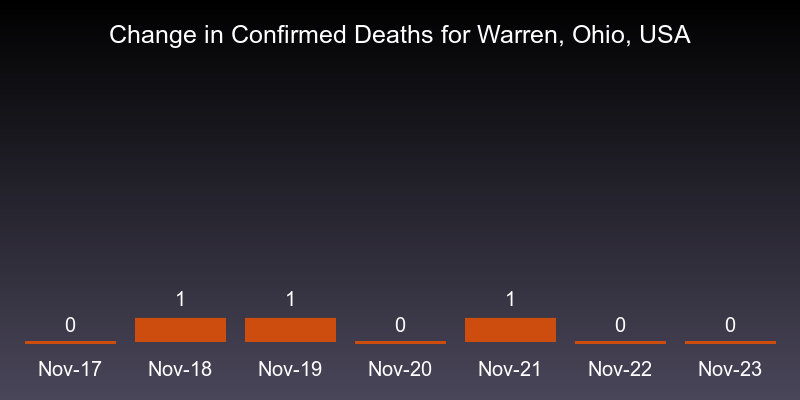 Change in Confirmed Deaths for Warren, Ohio, USA
0 1 1 0 1 0 0
Nov-17 Nov-18 Nov-19 Nov-20 Nov-21 Nov-22 Nov-23